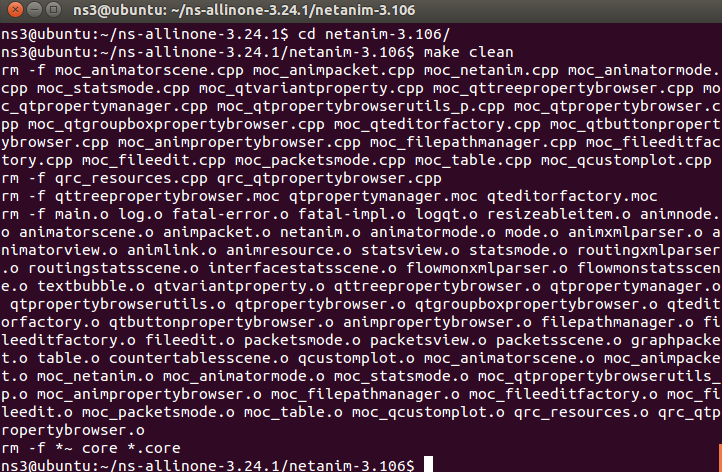 ns3@ubuntu: ~/ns-allinone-3.24.1/netanim-3.106
ns3@ubuntu:~/ns-allinone-3.24.1$ cd netanim-3.106/
ns3@ubuntu:~/ns-allinone-3.24.1/netanim-3.106$ make clean
rm -f moc_animatorscene.cpp moc_animpacket.cpp moc_netanim.cpp moc_animatormode.
cpp moc_statsmode.cpp moc_qtvariantproperty.cpp moc_qttreepropertybrowser.cpp mo
c_qtpropertymanager.cpp moc_qtpropertybrowserutils_p.cpp moc_qtpropertybrowser.c
pp moc_qtgroupboxpropertybrowser.cpp moc_qteditorfactory.cpp moc_qtbuttonpropert
ybrowser.cpp moc_animpropertybrowser.cpp moc_filepathmanager.cpp moc_fileeditfac
tory.cpp moc_fileedit.cpp moc_packetsmode.cpp moc_table.cpp moc_qcustomplot.cpp
rm -f qrc_resources.cpp qrc_qtpropertybrowser.cpp
rm -f qttreepropertybrowser.moc qtpropertymanager.moc qteditorfactory.moc
rm -f main.o log.o fatal-error.o fatal-impl.o logqt.o resizeableitem.o animnode.
o animatorscene.o animpacket.o netanim.o animatormode.o mode.o animxmlparser.o a
nimatorview.o animlink.o animresource.o statsview.o statsmode.o routingxmlparser
.o routingstatsscene.o interfacestatsscene.o flowmonxmlparser.o flowmonstatsscen
e.o textbubble.o qtvariantproperty.o qttreepropertybrowser.o qtpropertymanager.o
 qtpropertybrowserutils.o qtpropertybrowser.o qtgroupboxpropertybrowser.o qtedit
orfactory.o qtbuttonpropertybrowser.o animpropertybrowser.o filepathmanager.o fi
leeditfactory.o fileedit.o packetsmode.o packetsview.o packetsscene.o graphpacke
t.o table.o countertablesscene.o qcustomplot.o moc_animatorscene.o moc_animpacke
t.o moc_netanim.o moc_animatormode.o moc_statsmode.o moc_qtpropertybrowserutils_
p.o moc_animpropertybrowser.o moc_filepathmanager.o moc_fileeditfactory.o moc_fi
leedit.o moc_packetsmode.o moc_table.o moc_qcustomplot.o qrc_resources.o qrc_qtp
ropertybrowser.o
rm -f *~ core *.core
ns3@ubuntu:~/ns-allinone-3.24.1/netanim-3.106$